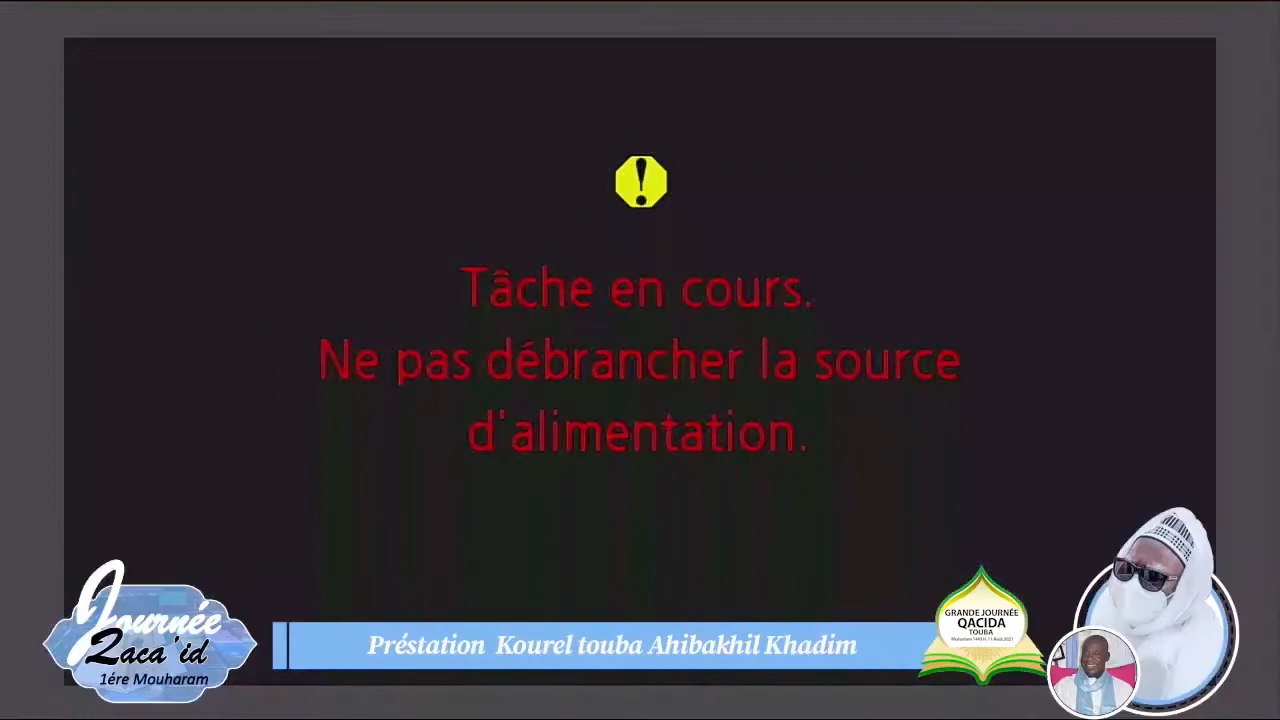 Tâche en cours.
Ne pas débrancher la source
d'alimentation.
Journée
Qaca'id
1ére Mouharam
Préstation Kourel touba Ahibakhil Khadim
GRANDE JOURNÉE
QACIDA
TOUBA